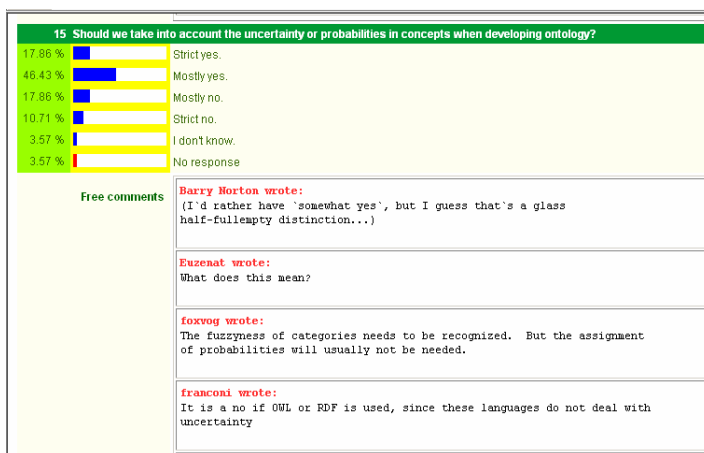 15 Should we take into account the uncertainty or probabilities in concepts when developing ontology?
17.86 % Strict yes.
46.43 % Mostly yes.
17.86 % Mostly no.
10.71 % Strict no.
3.57 % I don't know.
3.57 % No response
Free comments
Barry Norton wrote:
(I`d rather have `somewhat yes`, but I guess that`s a glass
half-fullempty distinction...)
Euzenat wrote:
What does this mean?
foxvog wrote:
The fuzzyness of categories needs to be recognized. But the assignment
of probabilities will usually not be needed.
franconi wrote:
It is a no if OWL or RDF is used, since these languages do not deal with
uncertainty